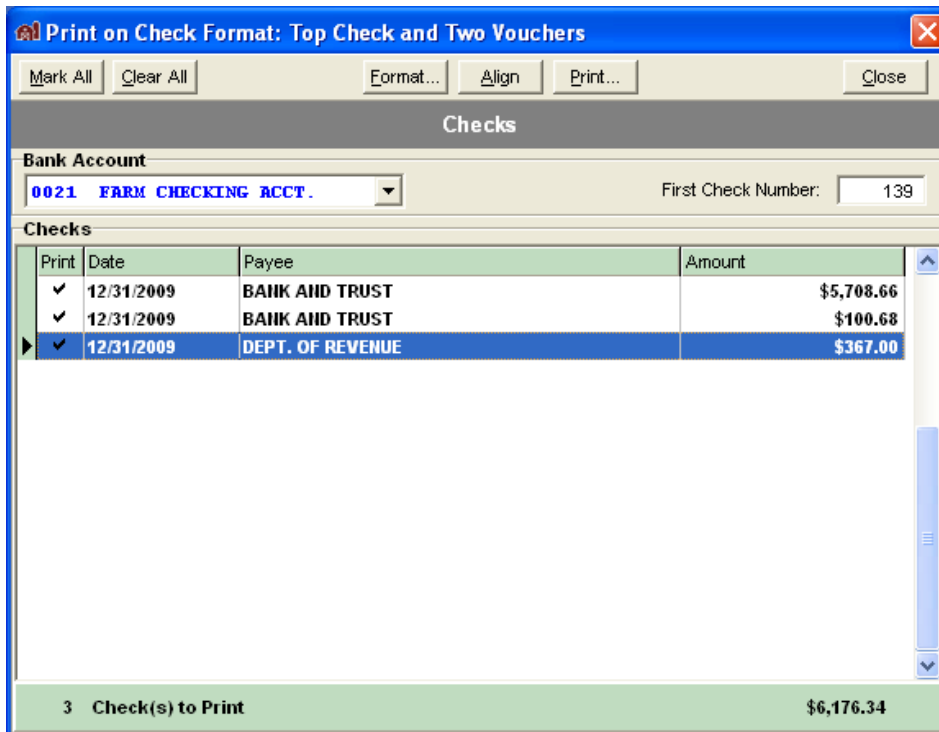 Print on Check Format: Top Check and Two Vouchers
Mark All Clear All Format... Align Print... Close
Checks
Bank Account
0021 FARM CHECKING ACCT. First Check Number: 139
Checks
Print Date Payee Amount
✔ 12/31/2009 BANK AND TRUST $5,708.66
✔ 12/31/2009 BANK AND TRUST $100.68
✔ 12/31/2009 DEPT. OF REVENUE $367.00
3 Check(s) to Print $6,176.34